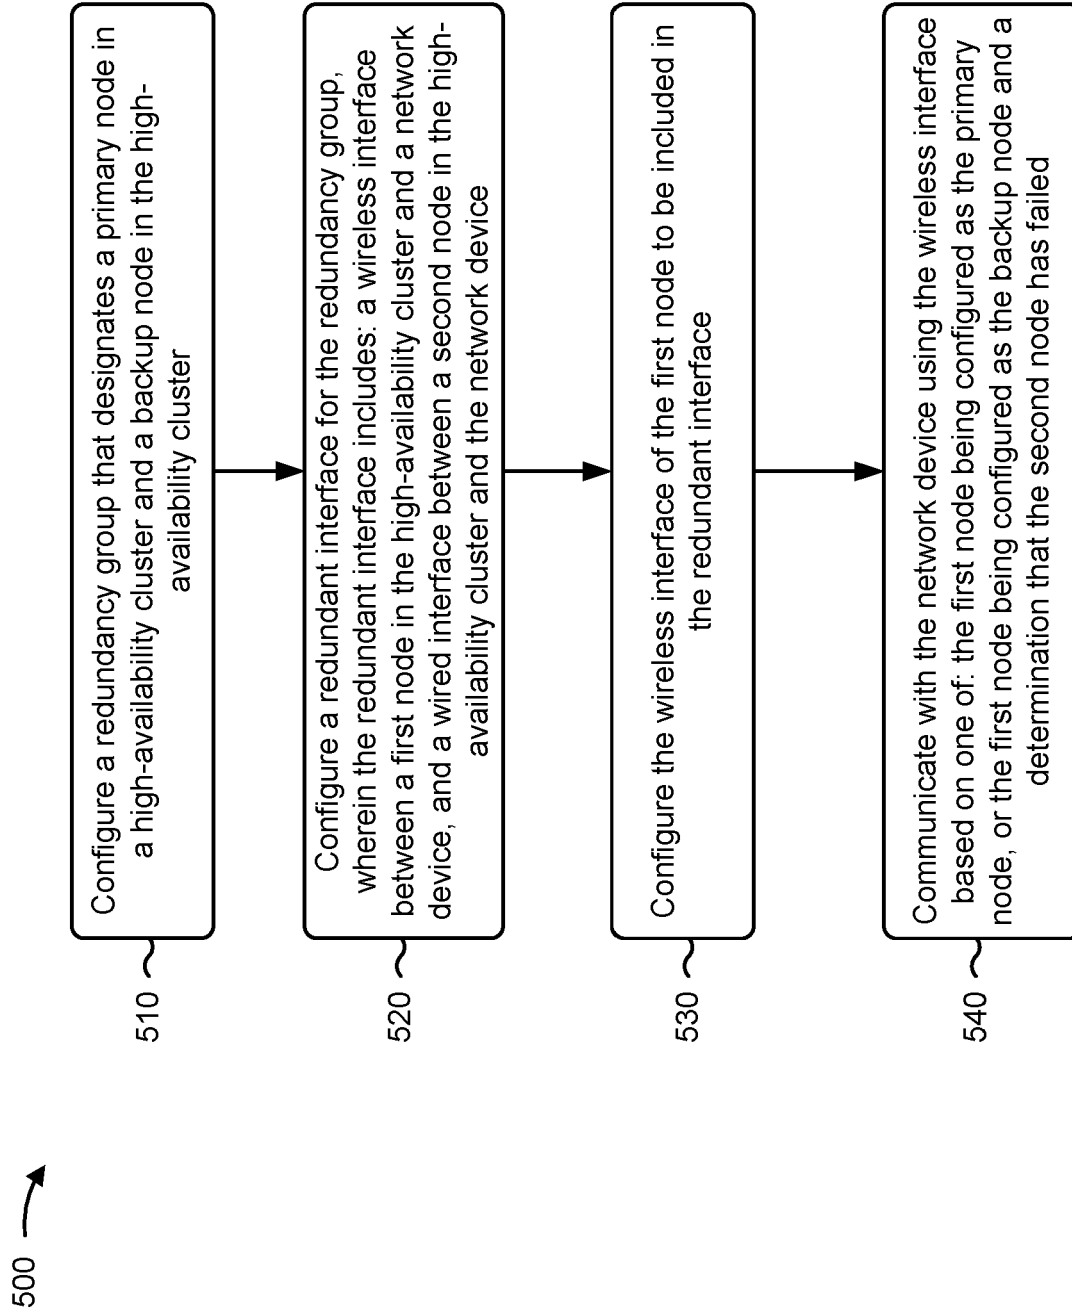 500
510
Configure a redundancy group that designates a primary node in
a high-availability cluster and a backup node in the high-
availability cluster
520
Configure a redundant interface for the redundancy group,
wherein the redundant interface includes: a wireless interface
between a first node in the high-availability cluster and a network
device, and a wired interface between a second node in the high-
availability cluster and the network device
530
Configure the wireless interface of the first node to be included in
the redundant interface
540
Communicate with the network device using the wireless interface
based on one of: the first node being configured as the primary
node, or the first node being configured as the backup node and a
determination that the second node has failed